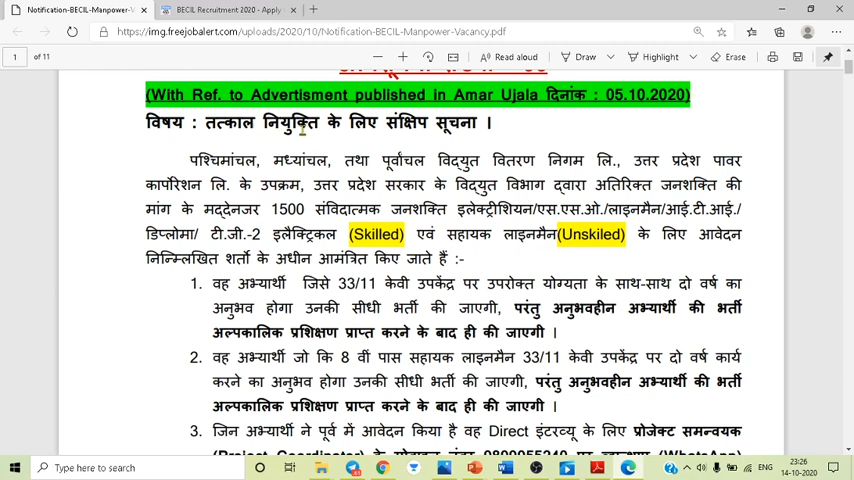 Notification-BECIL-Manpower-V
BECIL Recruitment 2020 - Apply
https://img.freejobalert.com/uploads/2020/10/Notification-BECIL-Manpower-Vacancy.pdf
1 of 11
Read aloud
Draw
Highlight
Erase
(With Ref. to Advertisment published in Amar Ujala दिनांक : 05.10.2020)
विषय : तत्काल नियुक्ति के लिए संक्षिप सूचना ।
पश्चिमांचल, मध्यांचल, तथा पूर्वांचल विद्युत वितरण निगम लि., उत्तर प्रदेश पावर
कार्पोरेशन लि. के उपक्रम, उत्तर प्रदेश सरकार के विद्युत विभाग द्वारा अतिरिक्त जनशक्ति की
मांग के मद्देनजर 1500 संविदात्मक जनशक्ति इलेक्ट्रीशियन/एस.एस.ओ./लाइनमैन/आई.टी.आई./
डिप्लोमा/ टी.जी.-2 इलैक्ट्रिकल (Skilled) एवं सहायक लाइनमैन(Unskiled) के लिए आवेदन
निन्म्लिखित शर्तो के अधीन आमंत्रित किए जाते हैं :-
1. वह अभ्यार्थी जिसे 33/11 केवी उपकेंद्र पर उपरोक्त योग्यता के साथ-साथ दो वर्ष का
अनुभव होगा उनकी सीधी भर्ती की जाएगी, परंतु अनुभवहीन अभ्यार्थी की भर्ती
अल्पकालिक प्रशिक्षण प्राप्त करने के बाद ही की जाएगी ।
2. वह अभ्यार्थी जो कि 8 वीं पास सहायक लाइनमैन 33/11 केवी उपकेंद्र पर दो वर्ष कार्य
करने का अनुभव होगा उनकी सीधी भर्ती की जाएगी, परंतु अनुभवहीन अभ्यार्थी की भर्ती
अल्पकालिक प्रशिक्षण प्राप्त करने के बाद ही की जाएगी ।
3. जिन अभ्यार्थी ने पूर्व में आवेदन किया है वह Direct इंटरव्यू के लिए प्रोजेक्ट समन्वयक
(Project Coordinator) के
Type here to search
ENG
23:26
14-10-2020